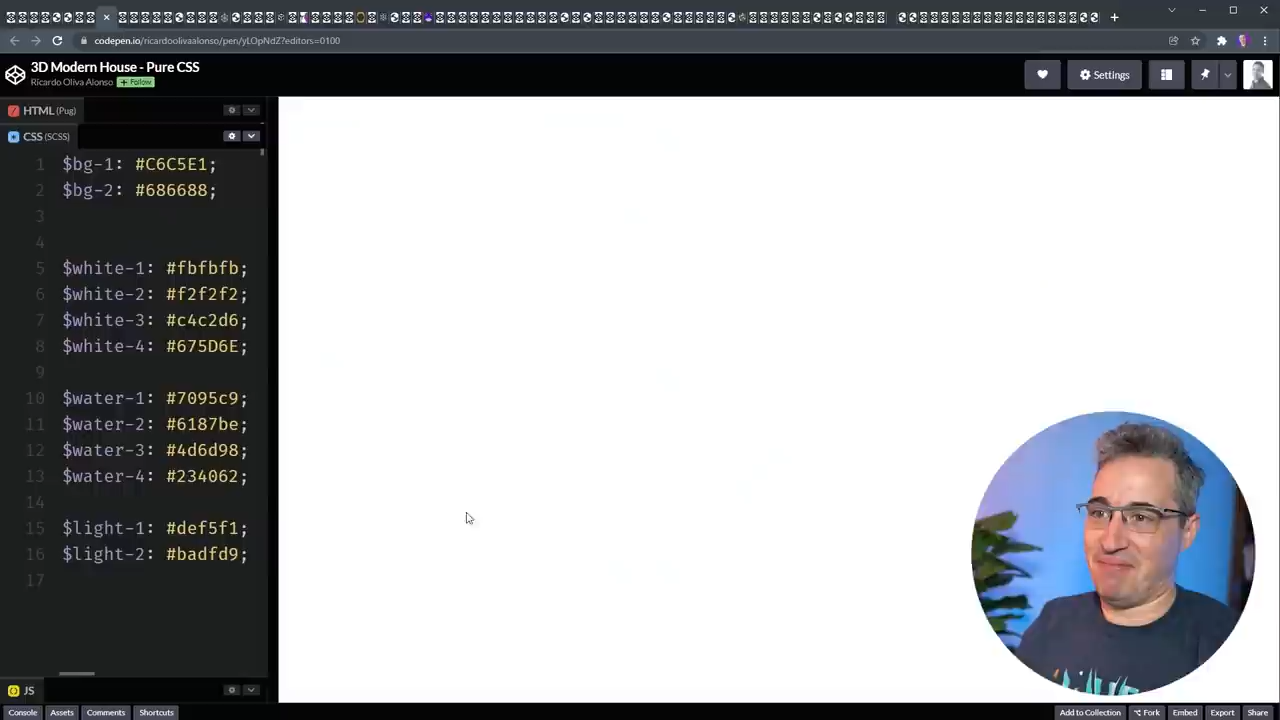 codepen.io/ricardoolivaalonso/pen/yLOpNdZ?editors=0100
3D Modern House - Pure CSS
Ricardo Oliva Alonso + Follow
Settings
HTML (Pug)
CSS (SCSS)
1 $bg-1: #C6C5E1;
2 $bg-2: #686688;
3
4
5 $white-1: #fbfbfb;
6 $white-2: #f2f2f2;
7 $white-3: #c4c2d6;
8 $white-4: #675D6E;
9
10 $water-1: #7095c9;
11 $water-2: #6187be;
12 $water-3: #4d6d98;
13 $water-4: #234062;
14
15 $light-1: #def5f1;
16 $light-2: #badfd9;
17
JS
Console Assets Comments Shortcuts
Add to Collection Fork Embed Export Share